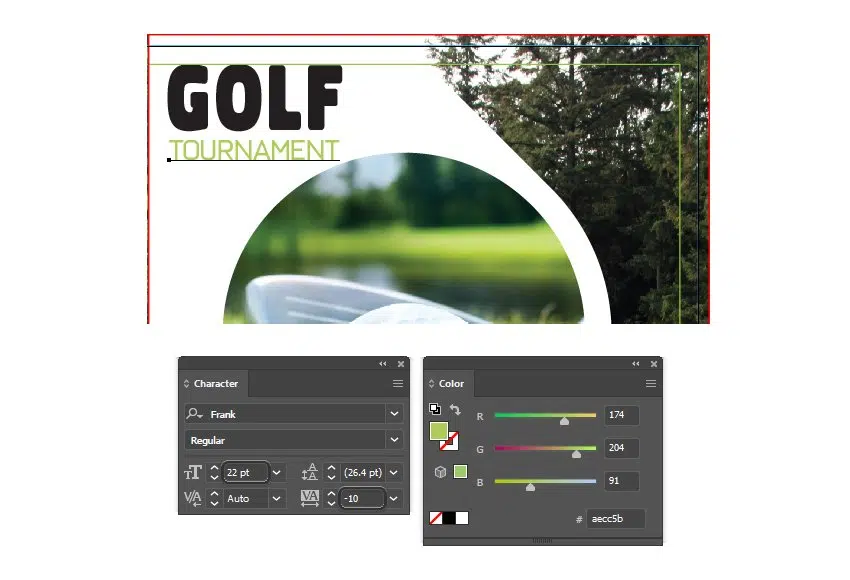 GOLF
TOURNAMENT
Character
Frank
Regular
22 pt (26.4 pt)
Auto -10
Color
R 174
G 204
B 91
# aecc5b